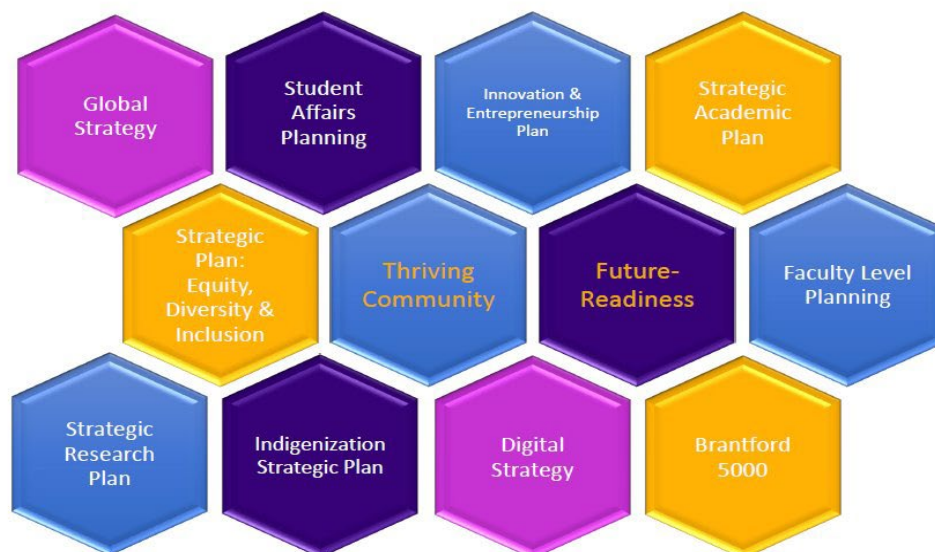 Global
Strategy
Student
Affairs
Planning
Innovation &
Entrepreneurship
Plan
Strategic
Academic
Plan
Strategic
Plan:
Equity,
Diversity &
Inclusion
Thriving
Community
Future-
Readiness
Faculty Level
Planning
Strategic
Research
Plan
Indigenization
Strategic Plan
Digital
Strategy
Brantford
5000